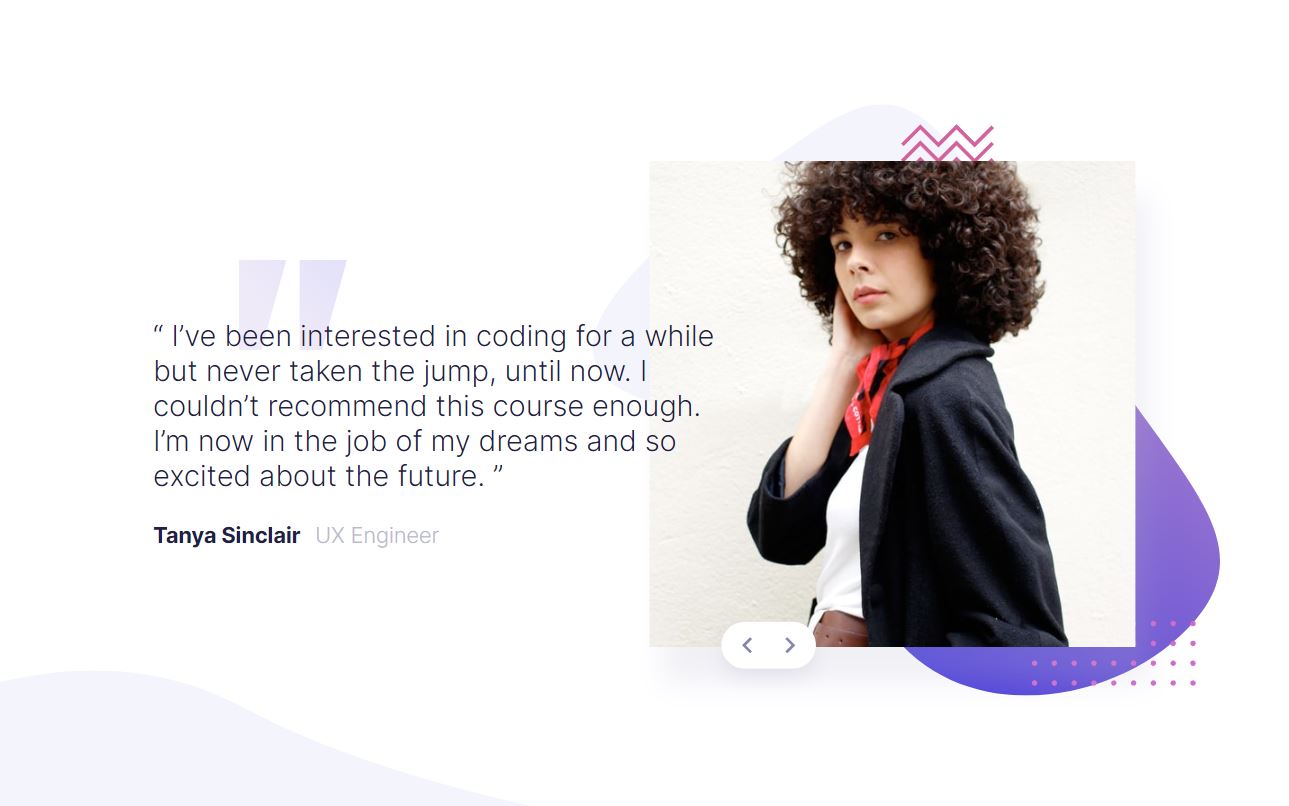 “ I’ve been interested in coding for a while
but never taken the jump, until now. I
couldn’t recommend this course enough.
I’m now in the job of my dreams and so
excited about the future. ”
Tanya Sinclair UX Engineer